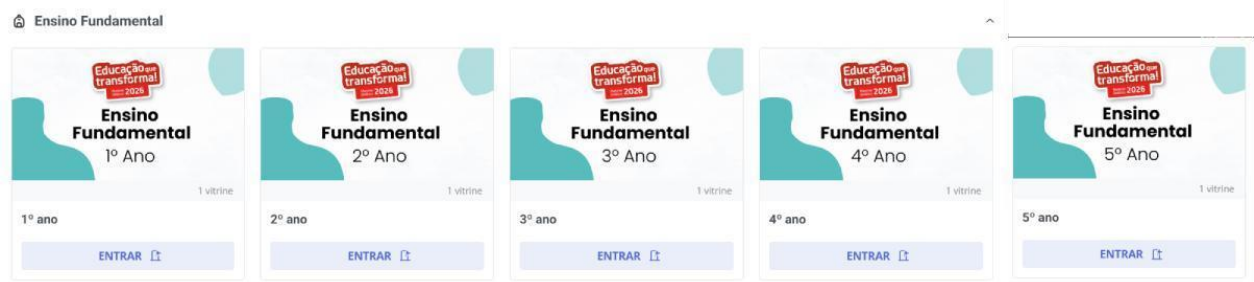 Ensino Fundamental
Educação que
transforma!
2026
Ensino
Fundamental
1º Ano
1 vitrine
1º ano
ENTRAR
Educação que
transforma!
2026
Ensino
Fundamental
2º Ano
1 vitrine
2º ano
ENTRAR
Educação que
transforma!
2026
Ensino
Fundamental
3º Ano
1 vitrine
3º ano
ENTRAR
Educação que
transforma!
2026
Ensino
Fundamental
4º Ano
1 vitrine
4º ano
ENTRAR
Educação que
transforma!
2026
Ensino
Fundamental
5º Ano
1 vitrine
5º ano
ENTRAR